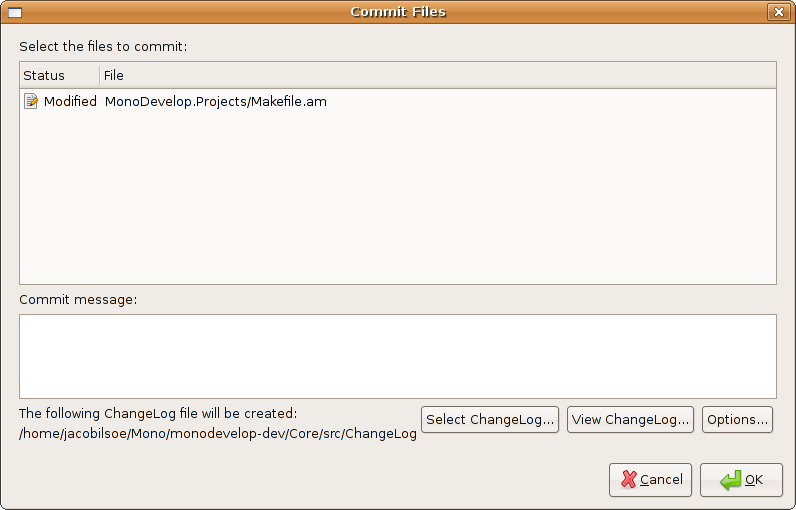 Commit Files
Select the files to commit:
Status File
Modified MonoDevelop.Projects/Makefile.am
Commit message:
The following ChangeLog file will be created:
/home/jacobilsoe/Mono/monodevelop-dev/Core/src/ChangeLog
Select ChangeLog... View ChangeLog... Options...
Cancel OK